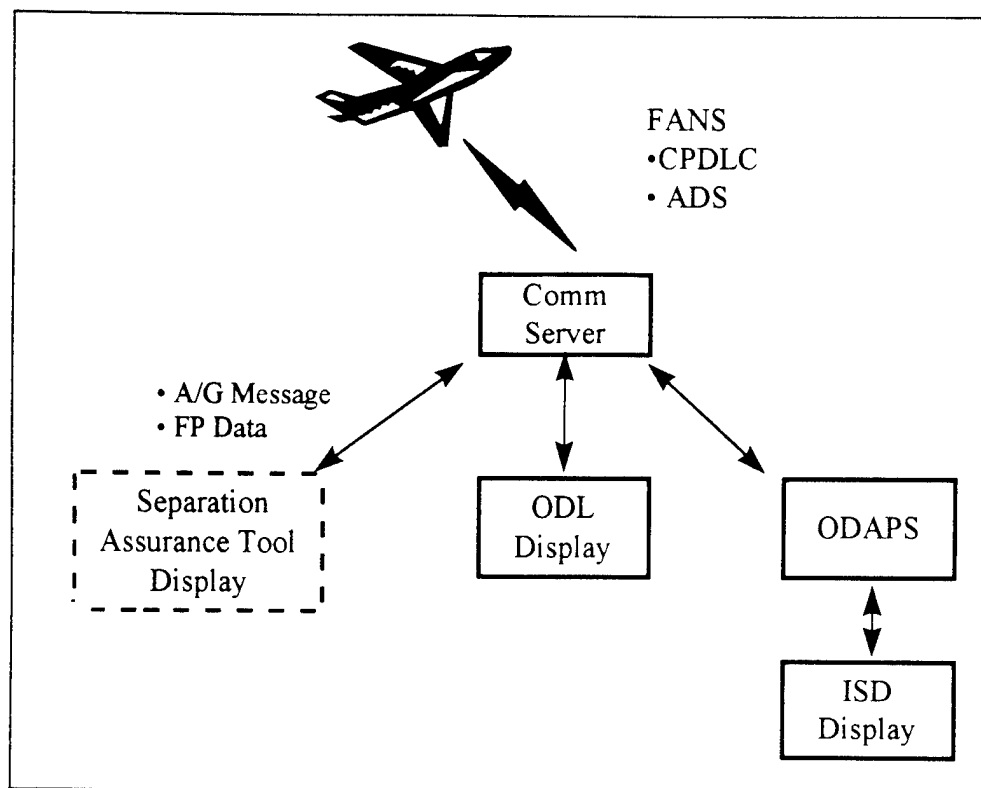 FANS
•CPDLC
• ADS
Comm
Server
• A/G Message
• FP Data
Separation
Assurance Tool
Display
ODL
Display
ODAPS
ISD
Display